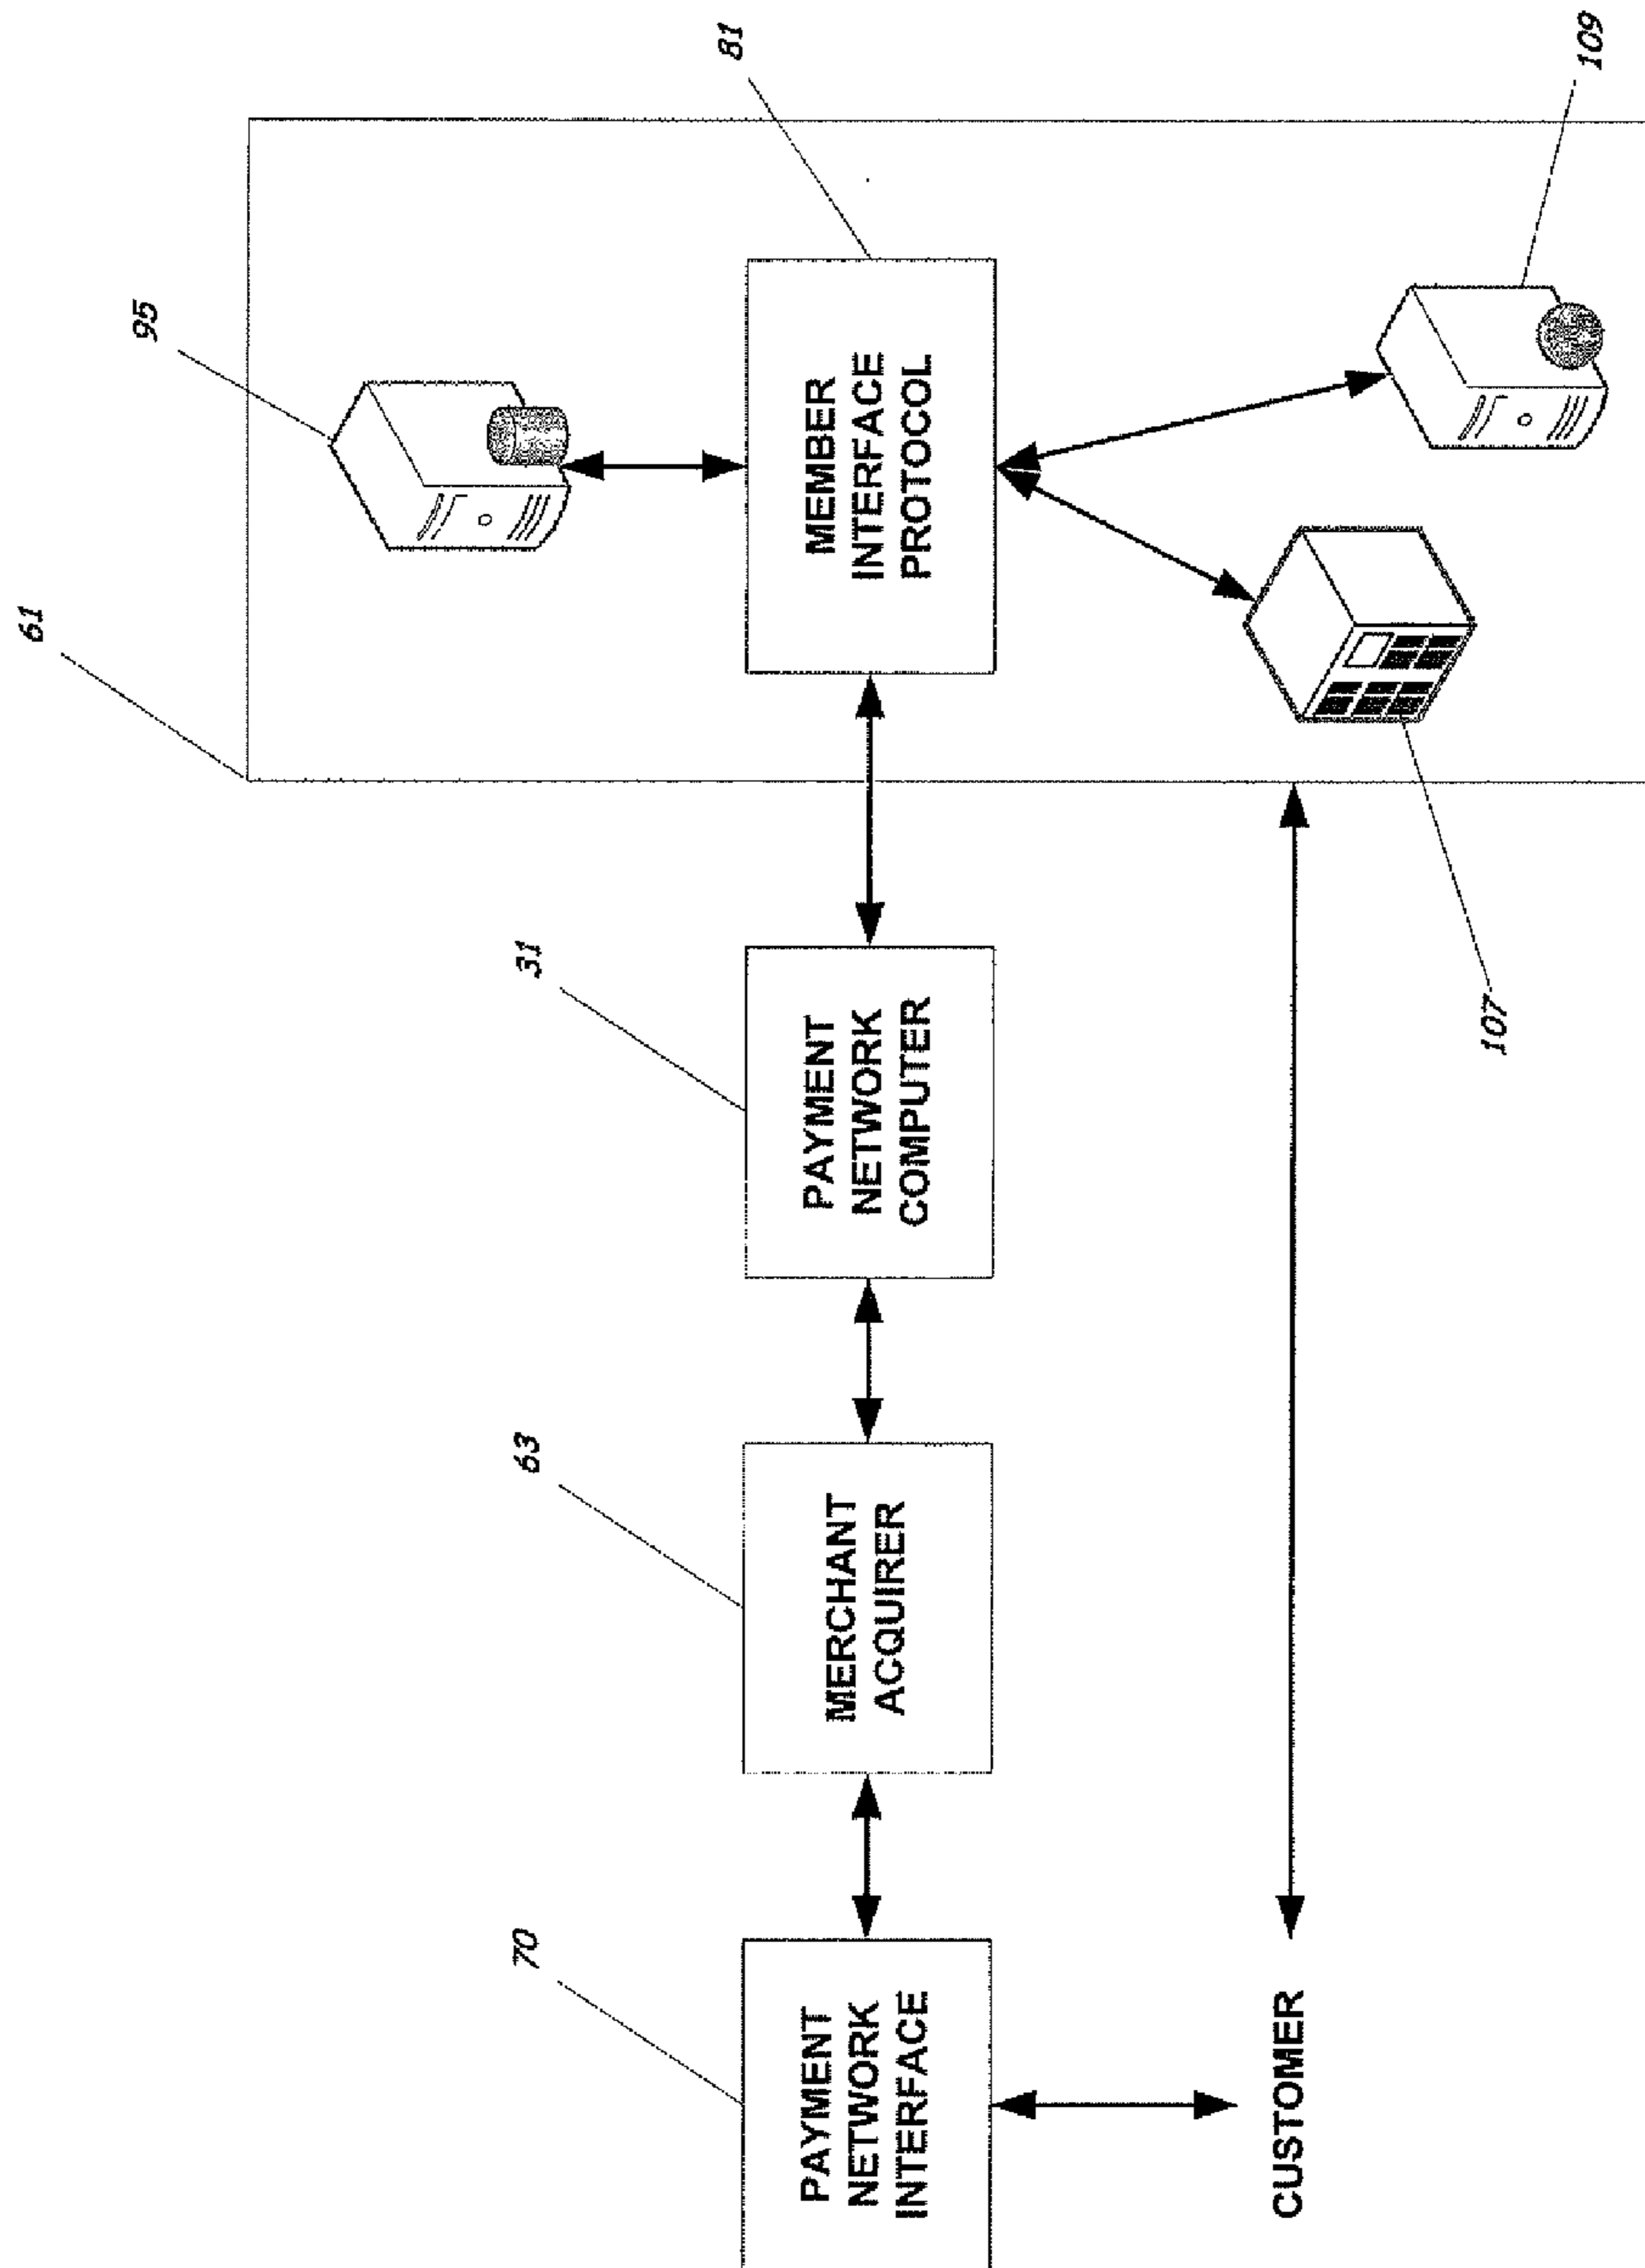 61
95
81
MEMBER
INTERFACE
PROTOCOL
109
107
31
PAYMENT
NETWORK
COMPUTER
63
MERCHANT
ACQUIRER
70
PAYMENT
NETWORK
INTERFACE
CUSTOMER